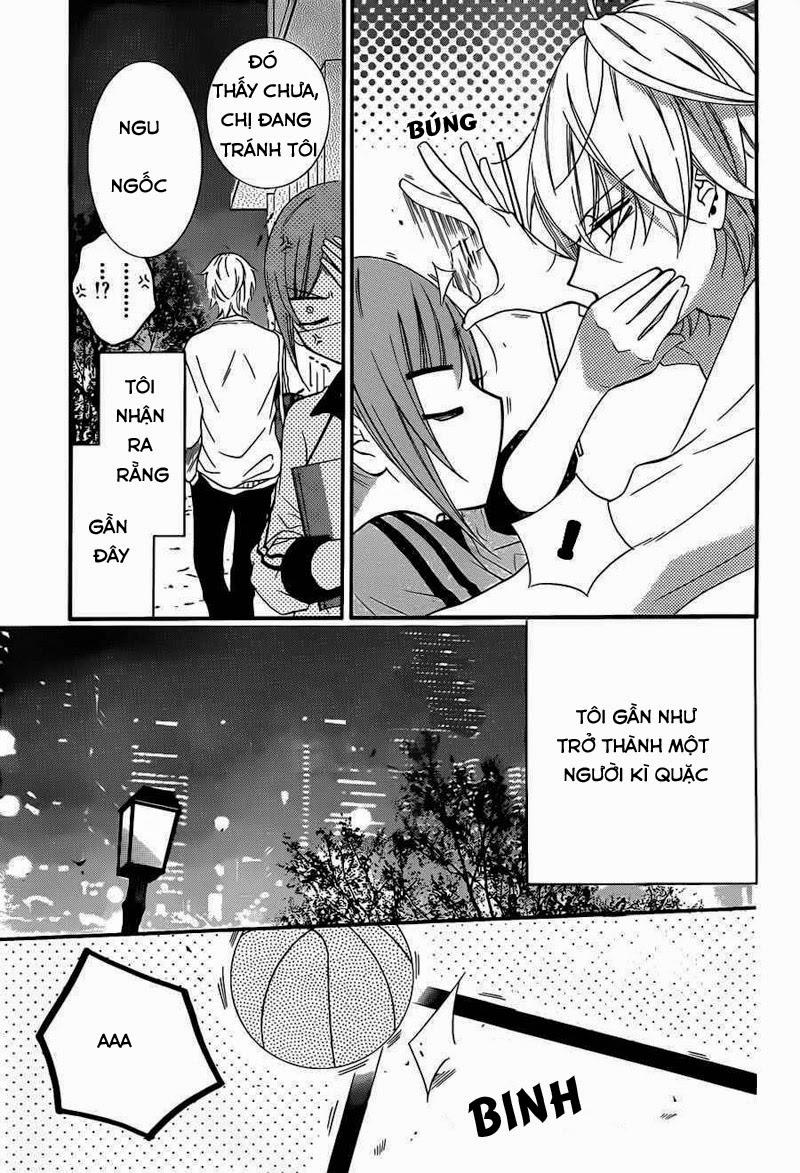 BÚNG
ĐÓ
THẤY CHƯA,
CHỊ ĐANG
TRÁNH TÔI
NGU
NGỐC
!?
TÔI
NHẬN
RA
RẰNG
GẦN
ĐÂY
TÔI GẦN NHƯ
TRỞ THÀNH MỘT
NGƯỜI KÌ QUẶC
AAA
BINH